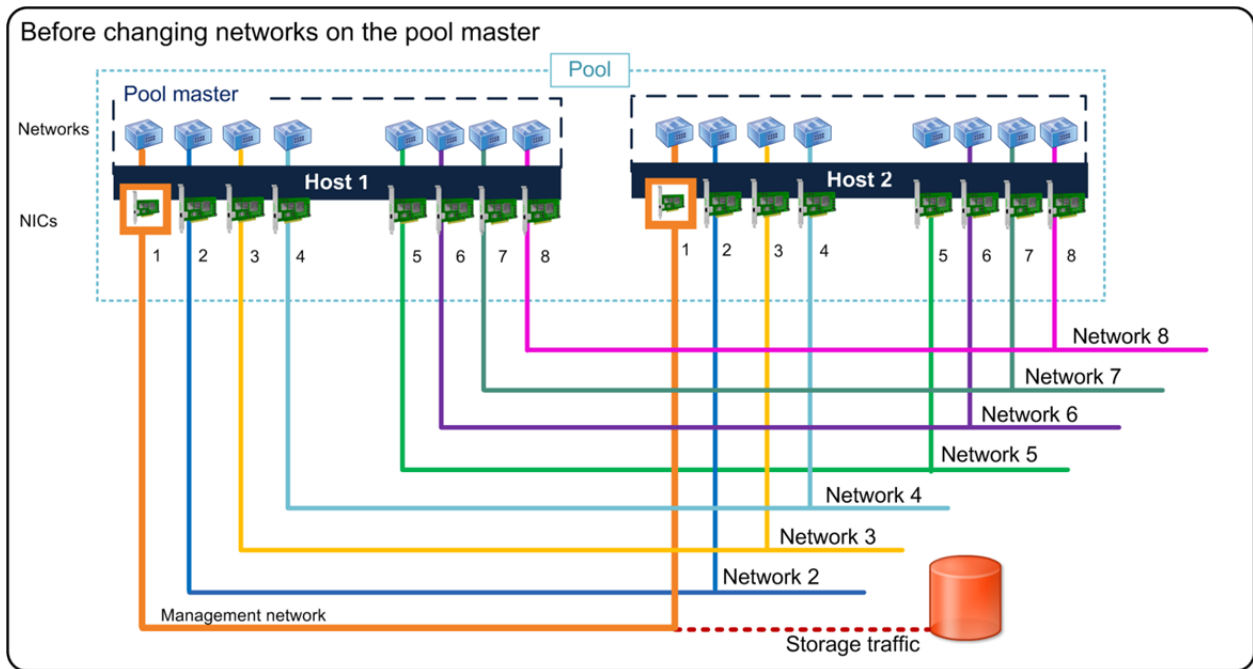 Before changing networks on the pool master
Pool
Pool master
Networks
Host 1
Host 2
NICs
1 2 3 4 5 6 7 8
1 2 3 4 5 6 7 8
Network 8
Network 7
Network 6
Network 5
Network 4
Network 3
Network 2
Management network
Storage traffic